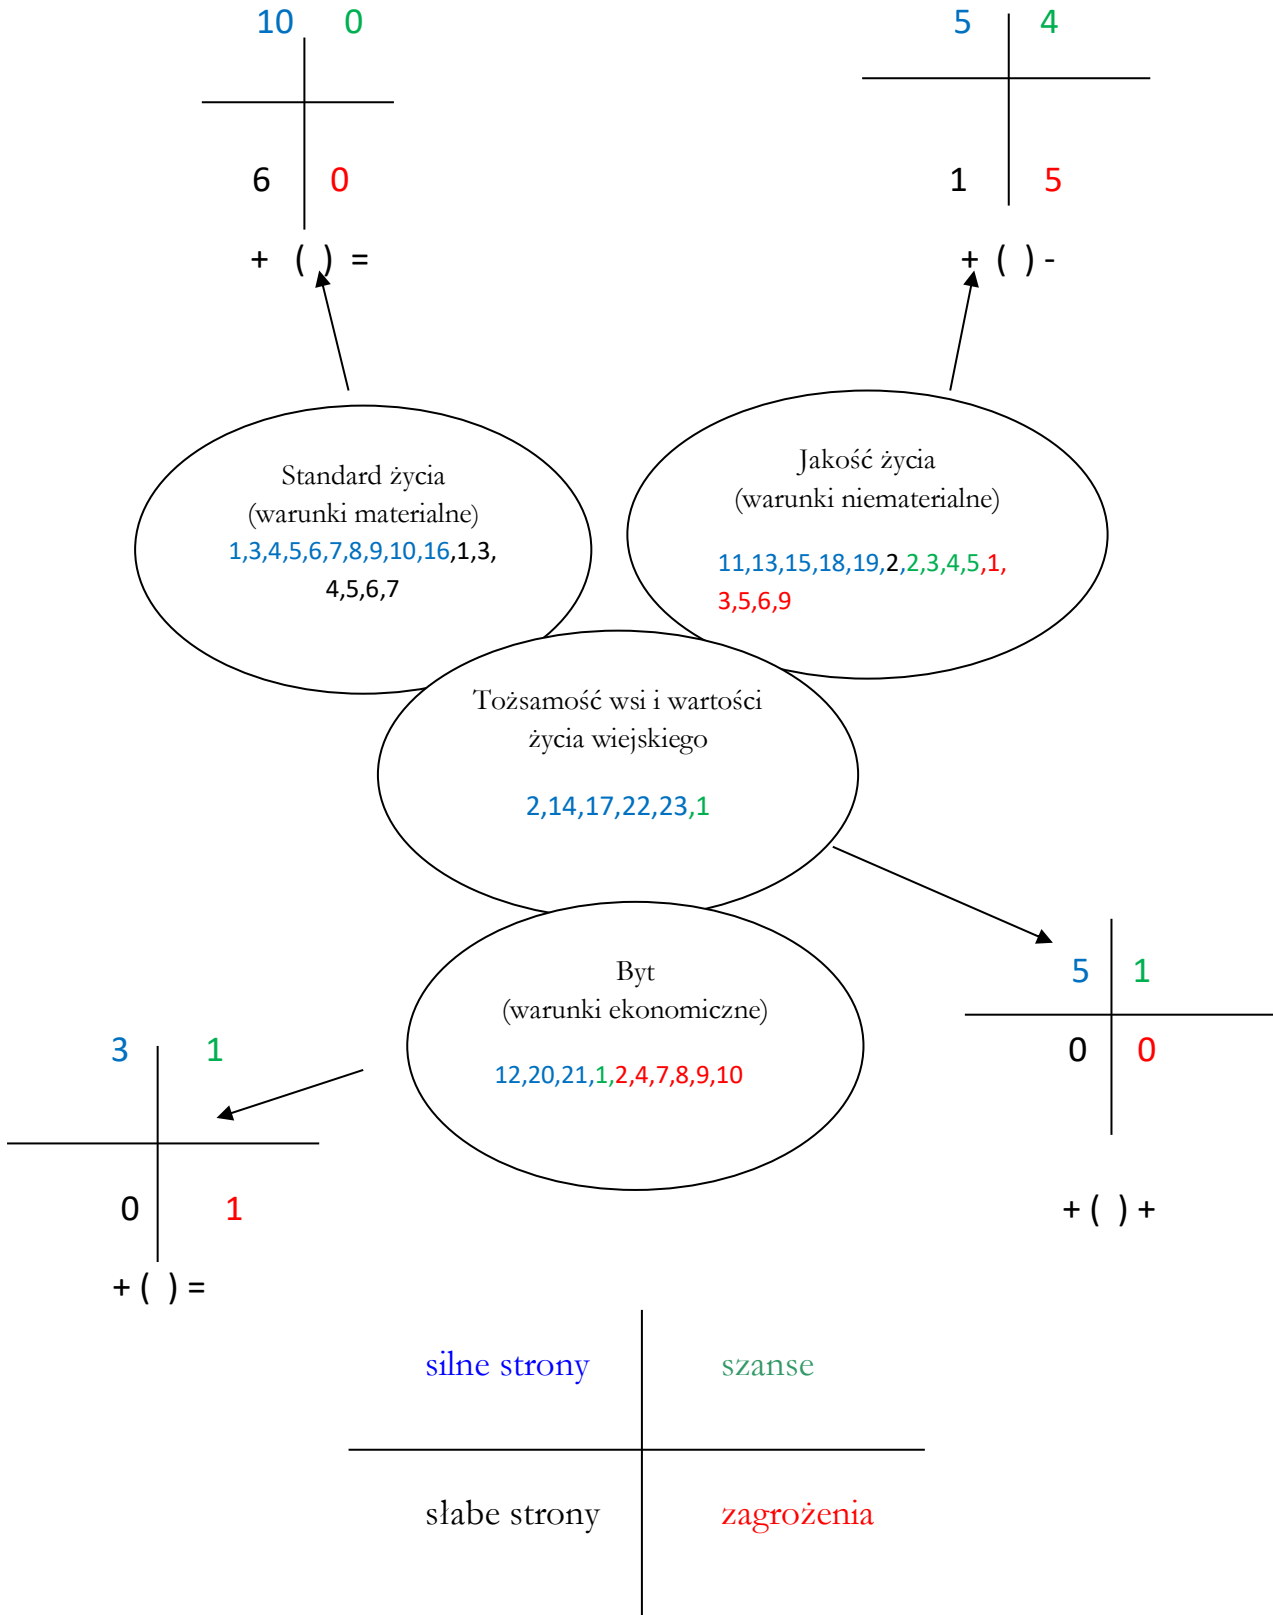 10 0
6 0
+ ( ) =
5 4
1 5
+ ( ) -
Standard życia
(warunki materialne)
1,3,4,5,6,7,8,9,10,16,1,3,
4,5,6,7
Jakość życia
(warunki niematerialne)
11,13,15,18,19,2,2,3,4,5,1,
3,5,6,9
Tożsamość wsi i wartości
życia wiejskiego
2,14,17,22,23,1
Byt
(warunki ekonomiczne)
12,20,21,1,2,4,7,8,9,10
5 1
0 0
+ ( ) +
3 1
0 1
+ ( ) =
silne strony szanse
słabe strony zagrożenia